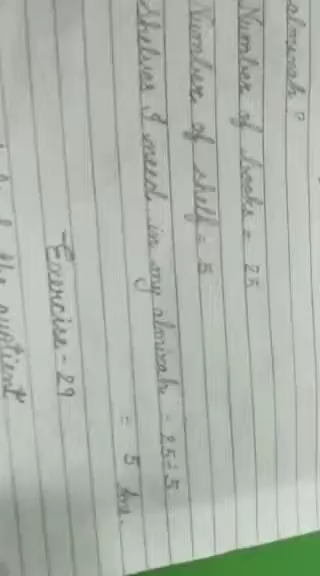 almirah?
Number of books = 25
Number of shelf = 5
Shelves I need in my almirah = 25÷5
= 5 Ans.
Exercise - 29
the quotient